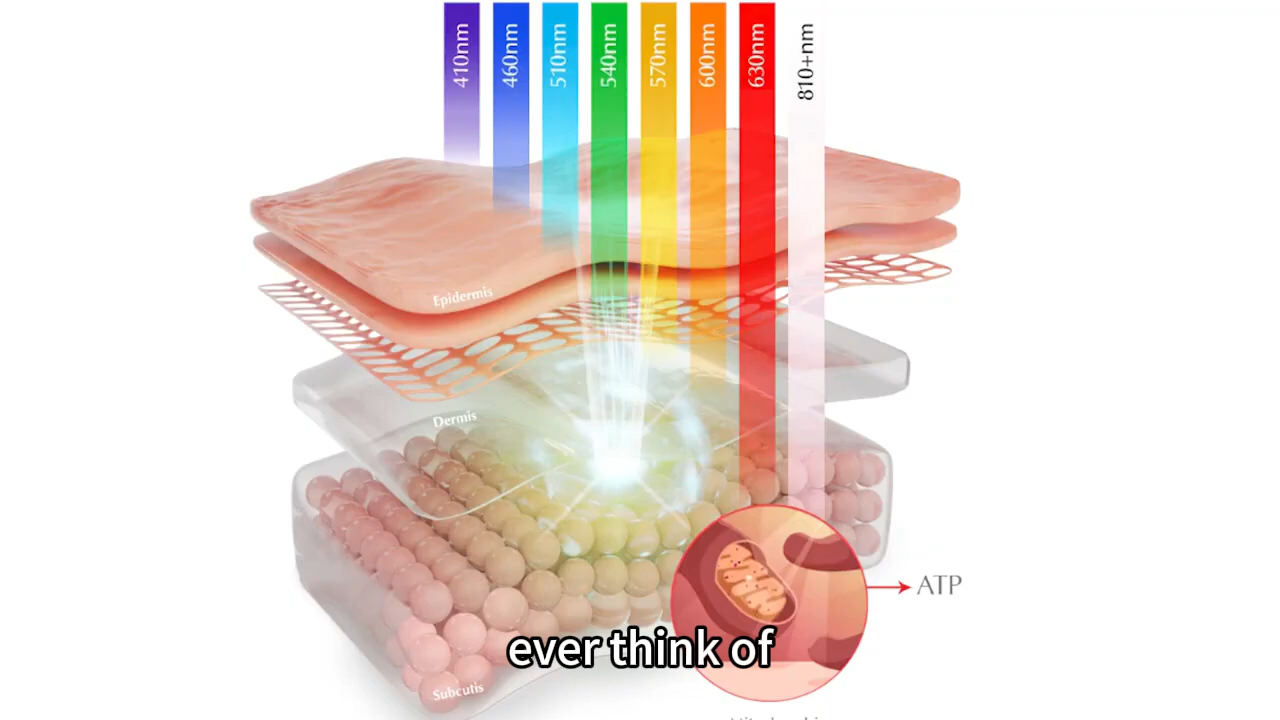 410nm
460nm
510nm
540nm
570nm
600nm
630nm
810+nm
Epidermis
Dermis
ATP
ever think of
Subcutis